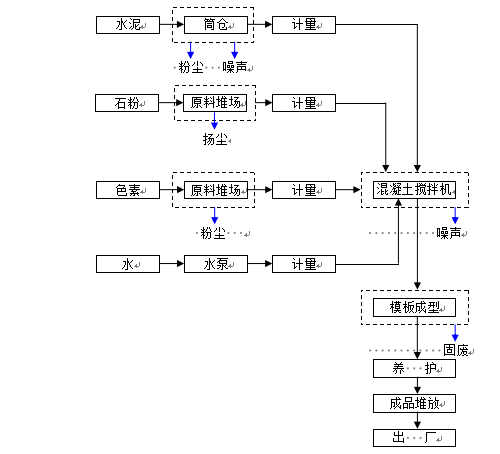 水泥 筒仓 计量
粉尘 噪声
石粉 原料堆场 计量
扬尘
色素 原料堆场 计量 混凝土搅拌机
粉尘 噪声
水 水泵 计量
模板成型
固废
养 护
成品堆放
出 厂